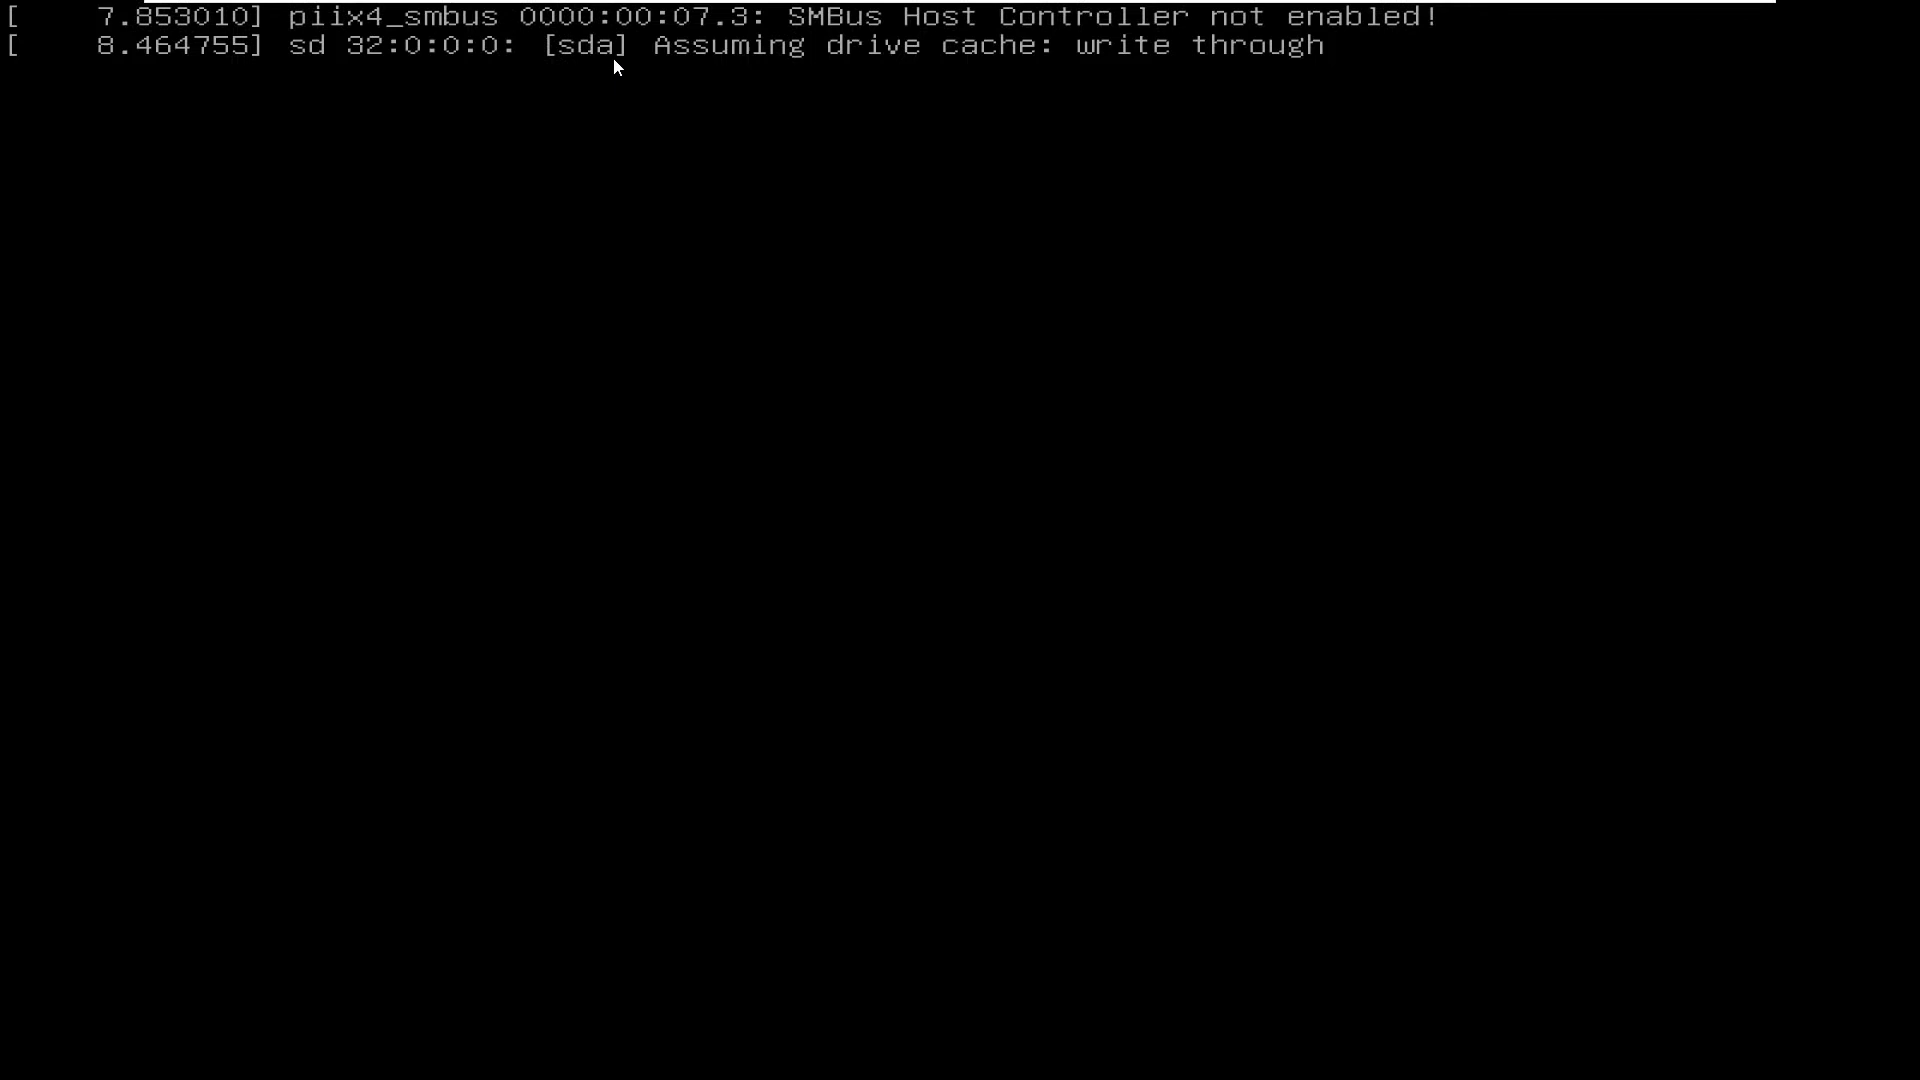 [    7.853010] piix4_smbus 0000:00:07.3: SMBus Host Controller not enabled!
[    8.464755] sd 32:0:0:0: [sda] Assuming drive cache: write through